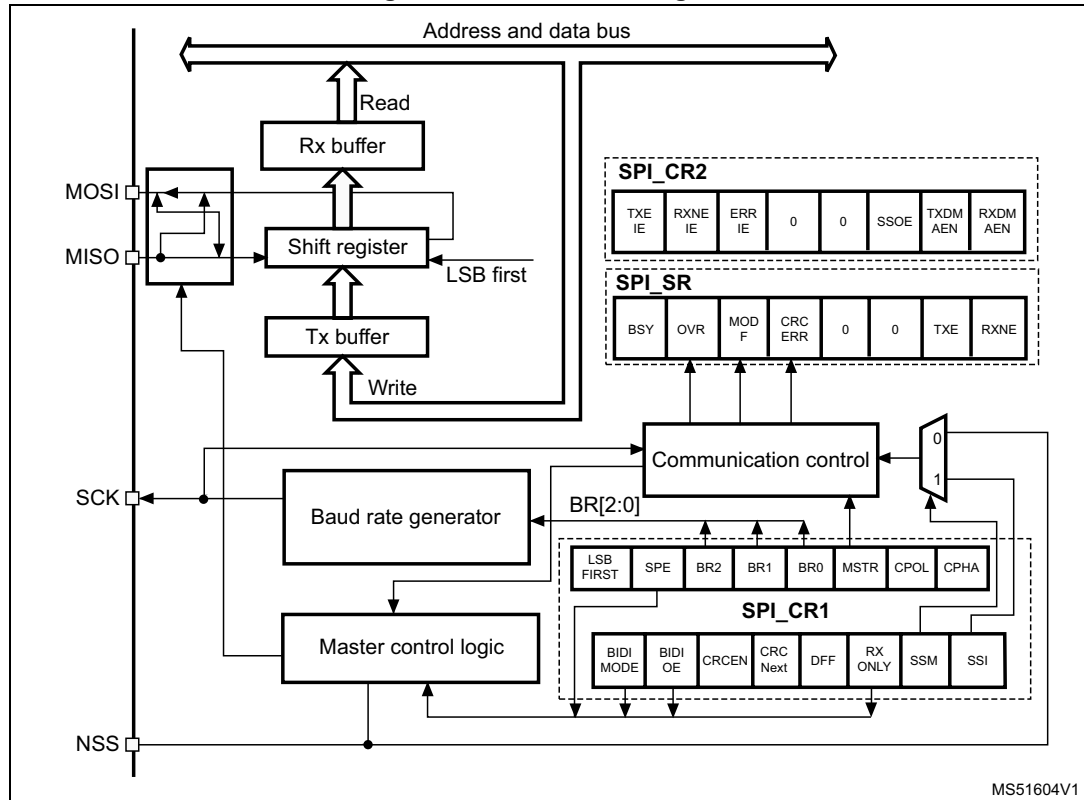 Address and data bus
Read
Rx buffer
MOSI
MISO
Shift register
LSB first
Tx buffer
Write
SPI_CR2
TXE
IE
RXNE
IE
ERR
IE
0
0
SSOE
TXDM
AEN
RXDM
AEN
SPI_SR
BSY
OVR
MOD
F
CRC
ERR
0
0
TXE
RXNE
Communication control
0
1
SCK
Baud rate generator
BR[2:0]
LSB
FIRST
SPE
BR2
BR1
BR0
MSTR
CPOL
CPHA
SPI_CR1
Master control logic
BIDI
MODE
BIDI
OE
CRCEN
CRC
Next
DFF
RX
ONLY
SSM
SSI
NSS
MS51604V1